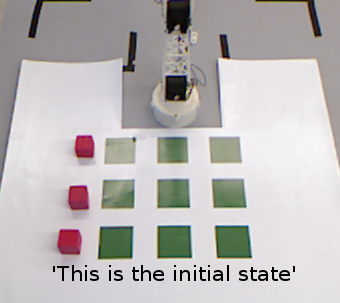 'This is the initial state'